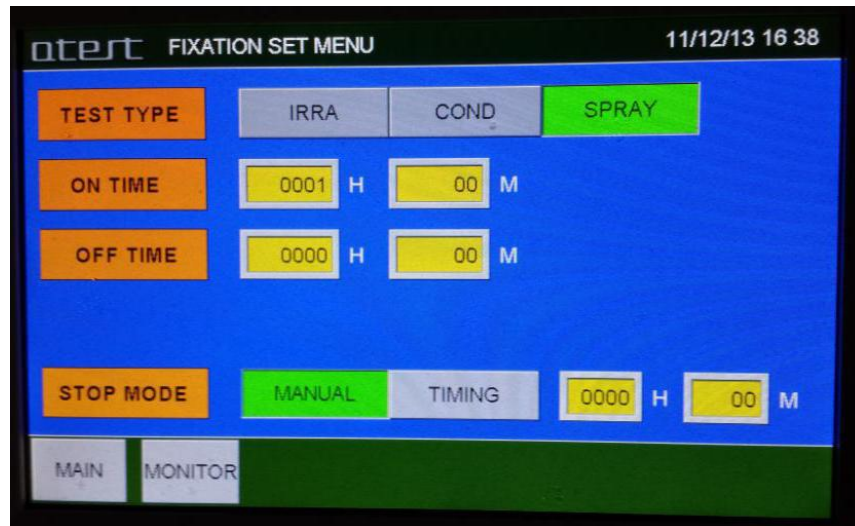 atest FIXATION SET MENU 11/12/13 16 38
TEST TYPE IRRA COND SPRAY
ON TIME 0001 H 00 M
OFF TIME 0000 H 00 M
STOP MODE MANUAL TIMING 0000 H 00 M
MAIN MONITOR